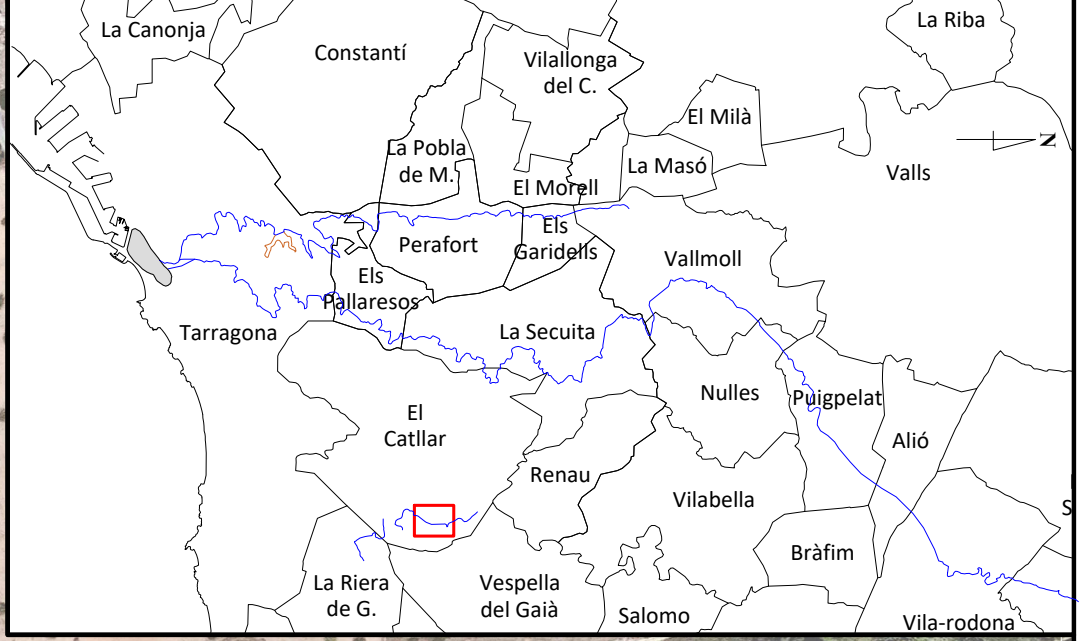 La Canonja
Constantí
Vilallonga
del C.
La Riba
El Milà
La Pobla
de M.
La Masó
N
Valls
El Morell
Perafort
Els
Garidells
Vallmoll
Els
Pallaresos
Tarragona
La Secuita
El
Catllar
Nulles
Puigpelat
Alió
Renau
Vilabella
S
Bràfim
La Riera
de G.
Vespella
del Gaià
Salomo
Vila-rodona